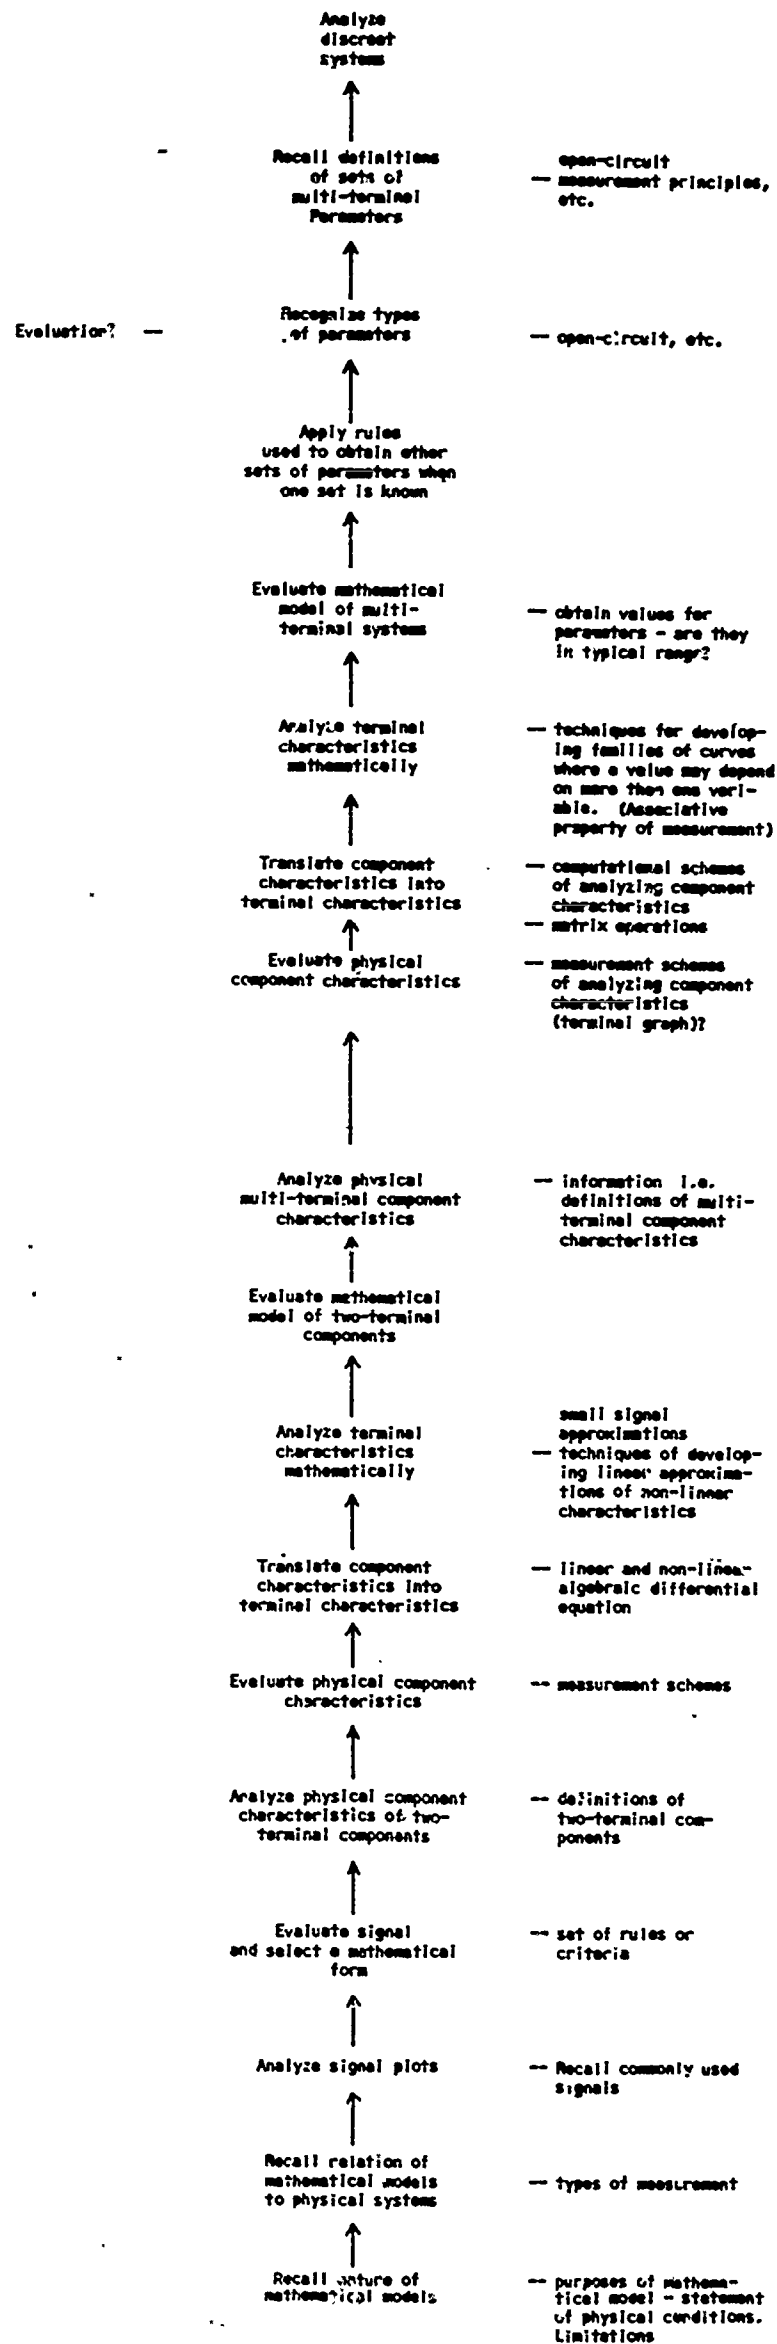 Analyze
discreet
systems
Recall definitions
of sets of
multi-terminal
Parameters
open-circuit
— measurement principles,
etc.
Evaluation? —
Recognize types
of parameters
— open-circuit, etc.
Apply rules
used to obtain other
sets of parameters when
one set is known
Evaluate mathematical
model of multi-
terminal systems
— obtain values for
parameters - are they
in typical range?
Analyze terminal
characteristics
mathematically
— techniques for develop-
ing families of curves
where a value may depend
on more then one vari-
able. (Associative
property of measurement)
Translate component
characteristics into
terminal characteristics
— computational schemes
of analyzing component
characteristics
— matrix operations
Evaluate physical
component characteristics
— measurement schemes
of analyzing component
characteristics
(terminal graph)?
Analyze physical
multi-terminal component
characteristics
— information i.e.
definitions of multi-
terminal component
characteristics
Evaluate mathematical
model of two-terminal
components
Analyze terminal
characteristics
mathematically
small signal
approximations
— techniques of develop-
ing linear approxima-
tions of non-linear
characteristics
Translate component
characteristics into
terminal characteristics
— linear and non-linear
algebraic differential
equation
Evaluate physical component
characteristics
-- measurement schemes
Analyze physical component
characteristics of two-
terminal components
-- definitions of
two-terminal com-
ponents
Evaluate signal
and select a mathematical
form
-- set of rules or
criteria
Analyze signal plots
-- Recall commonly used
signals
Recall relation of
mathematical models
to physical systems
-- types of measurement
Recall nature of
mathematical models
-- purposes of mathema-
tical model - statement
of physical conditions.
Limitations